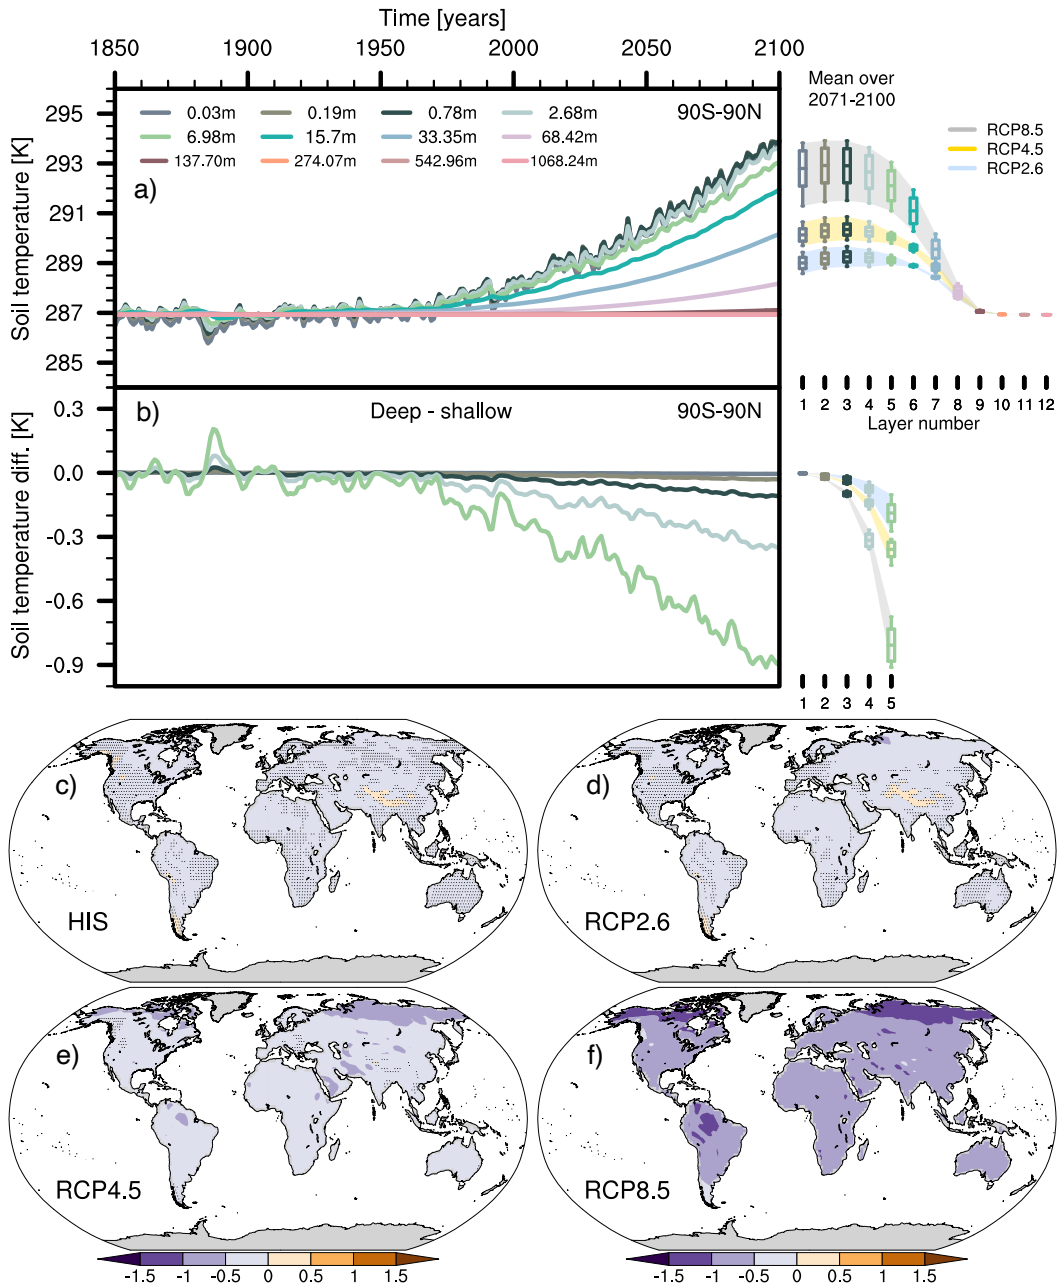 Time [years]
1850 1900 1950 2000 2050 2100
Mean over
2071-2100
295
293
291
289
287
285
Soil temperature [K]
0.03m 0.19m 0.78m 2.68m 90S-90N
6.98m 15.7m 33.35m 68.42m
137.70m 274.07m 542.96m 1068.24m
a)
RCP8.5
RCP4.5
RCP2.6
1 2 3 4 5 6 7 8 9 10 11 12
Layer number
b) Deep - shallow 90S-90N
0.3
0.0
-0.3
-0.6
-0.9
Soil temperature diff. [K]
1 2 3 4 5
c)
HIS
d)
RCP2.6
e)
RCP4.5
f)
RCP8.5
-1.5 -1 -0.5 0 0.5 1 1.5
-1.5 -1 -0.5 0 0.5 1 1.5